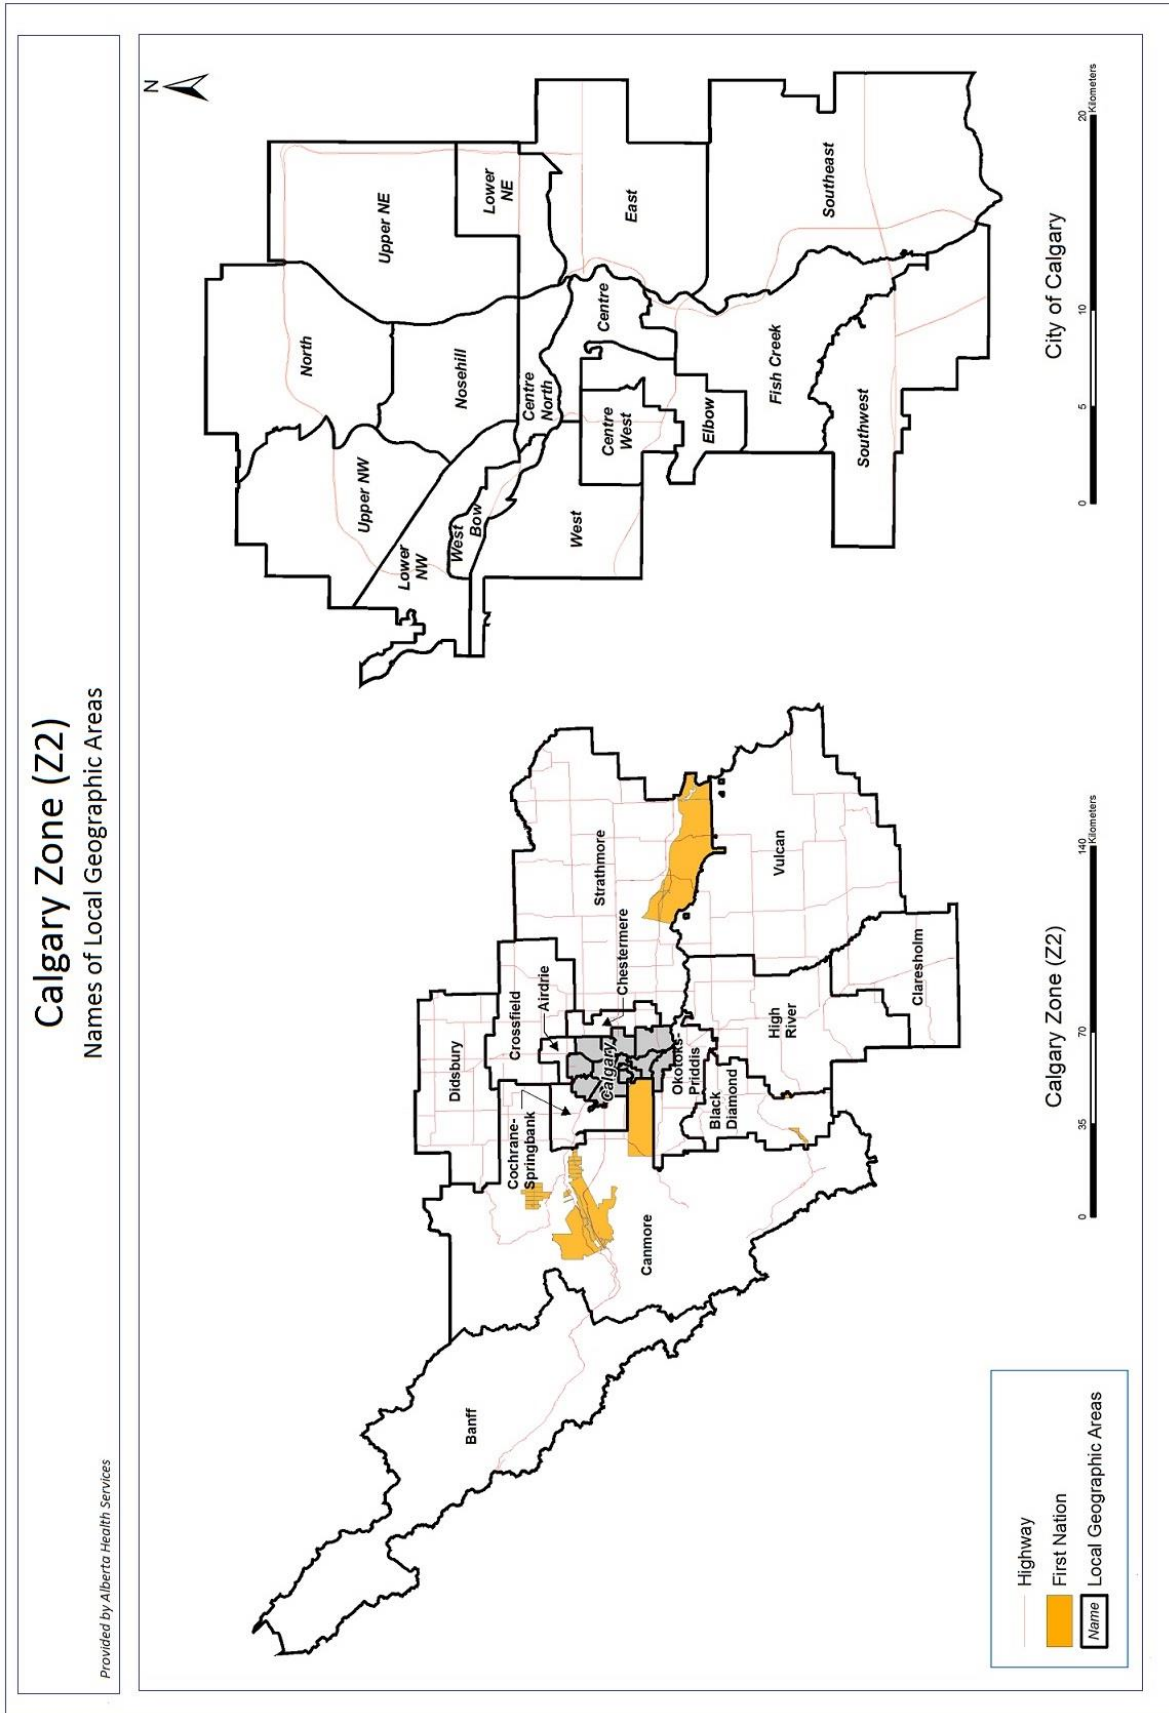 Calgary Zone (Z2)
Names of Local Geographic Areas
Provided by Alberta Health Services
Banff
Canmore
Cochrane-
Springbank
Didsbury
Crossfield
Airdrie
Chestermere
Strathmore
Calgary
Okotoks-
Priddis
Black
Diamond
High
River
Vulcan
Claresholm
0
35
70
140
Kilometers
Calgary Zone (Z2)
Highway
First Nation
Name
Local Geographic Areas
N
North
Upper NE
Lower
NE
Nosehill
Upper NW
Lower
NW
West
Bow
Centre
North
Centre
West
West
Centre
East
Elbow
Fish Creek
Southeast
Southwest
0
5
10
20
Kilometers
City of Calgary